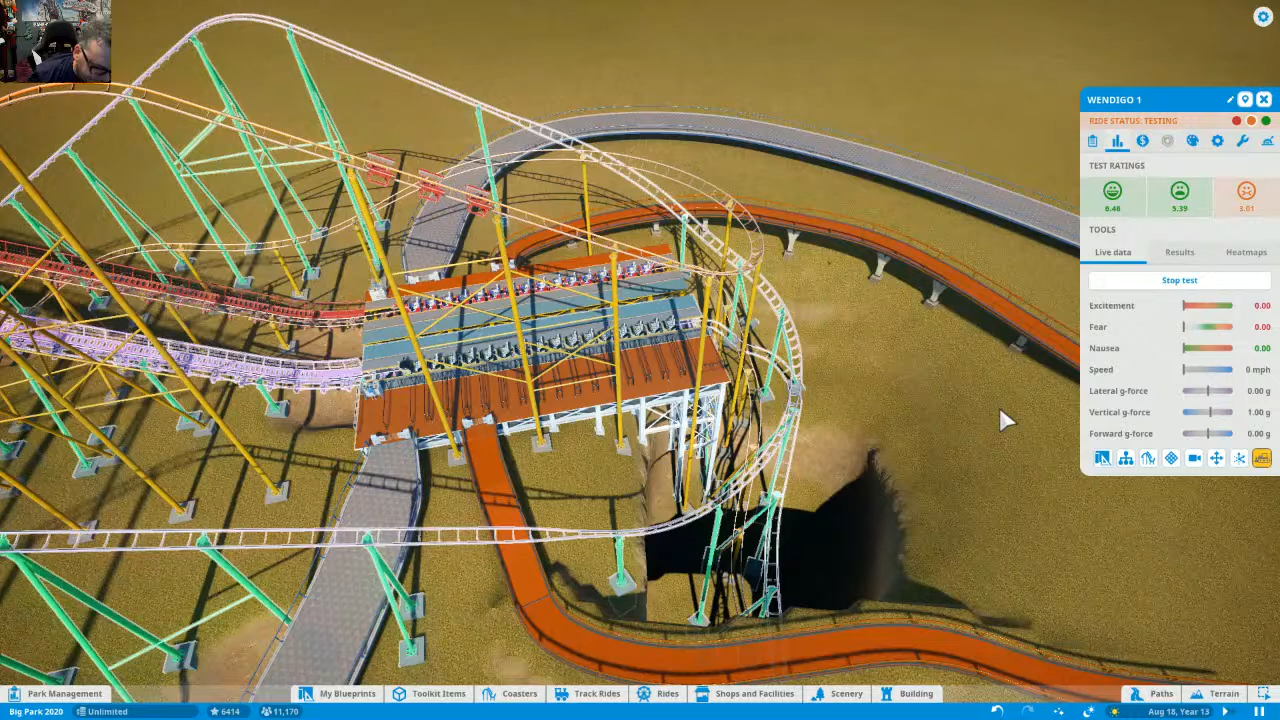 WENDIGO 1
RIDE STATUS: TESTING
TEST RATINGS
6.46 5.39 3.01
TOOLS
Live data Results Heatmaps
Stop test
Excitement 0.00
Fear 0.00
Nausea 0.00
Speed 0 mph
Lateral g-force 0.00 g
Vertical g-force 1.00 g
Forward g-force 0.00 g
Park Management My Blueprints Toolkit Items Coasters Track Rides Rides Shops and Facilities Scenery Building Paths Terrain
Big Park 2020 Unlimited 6414 11,170 Aug 18, Year 13